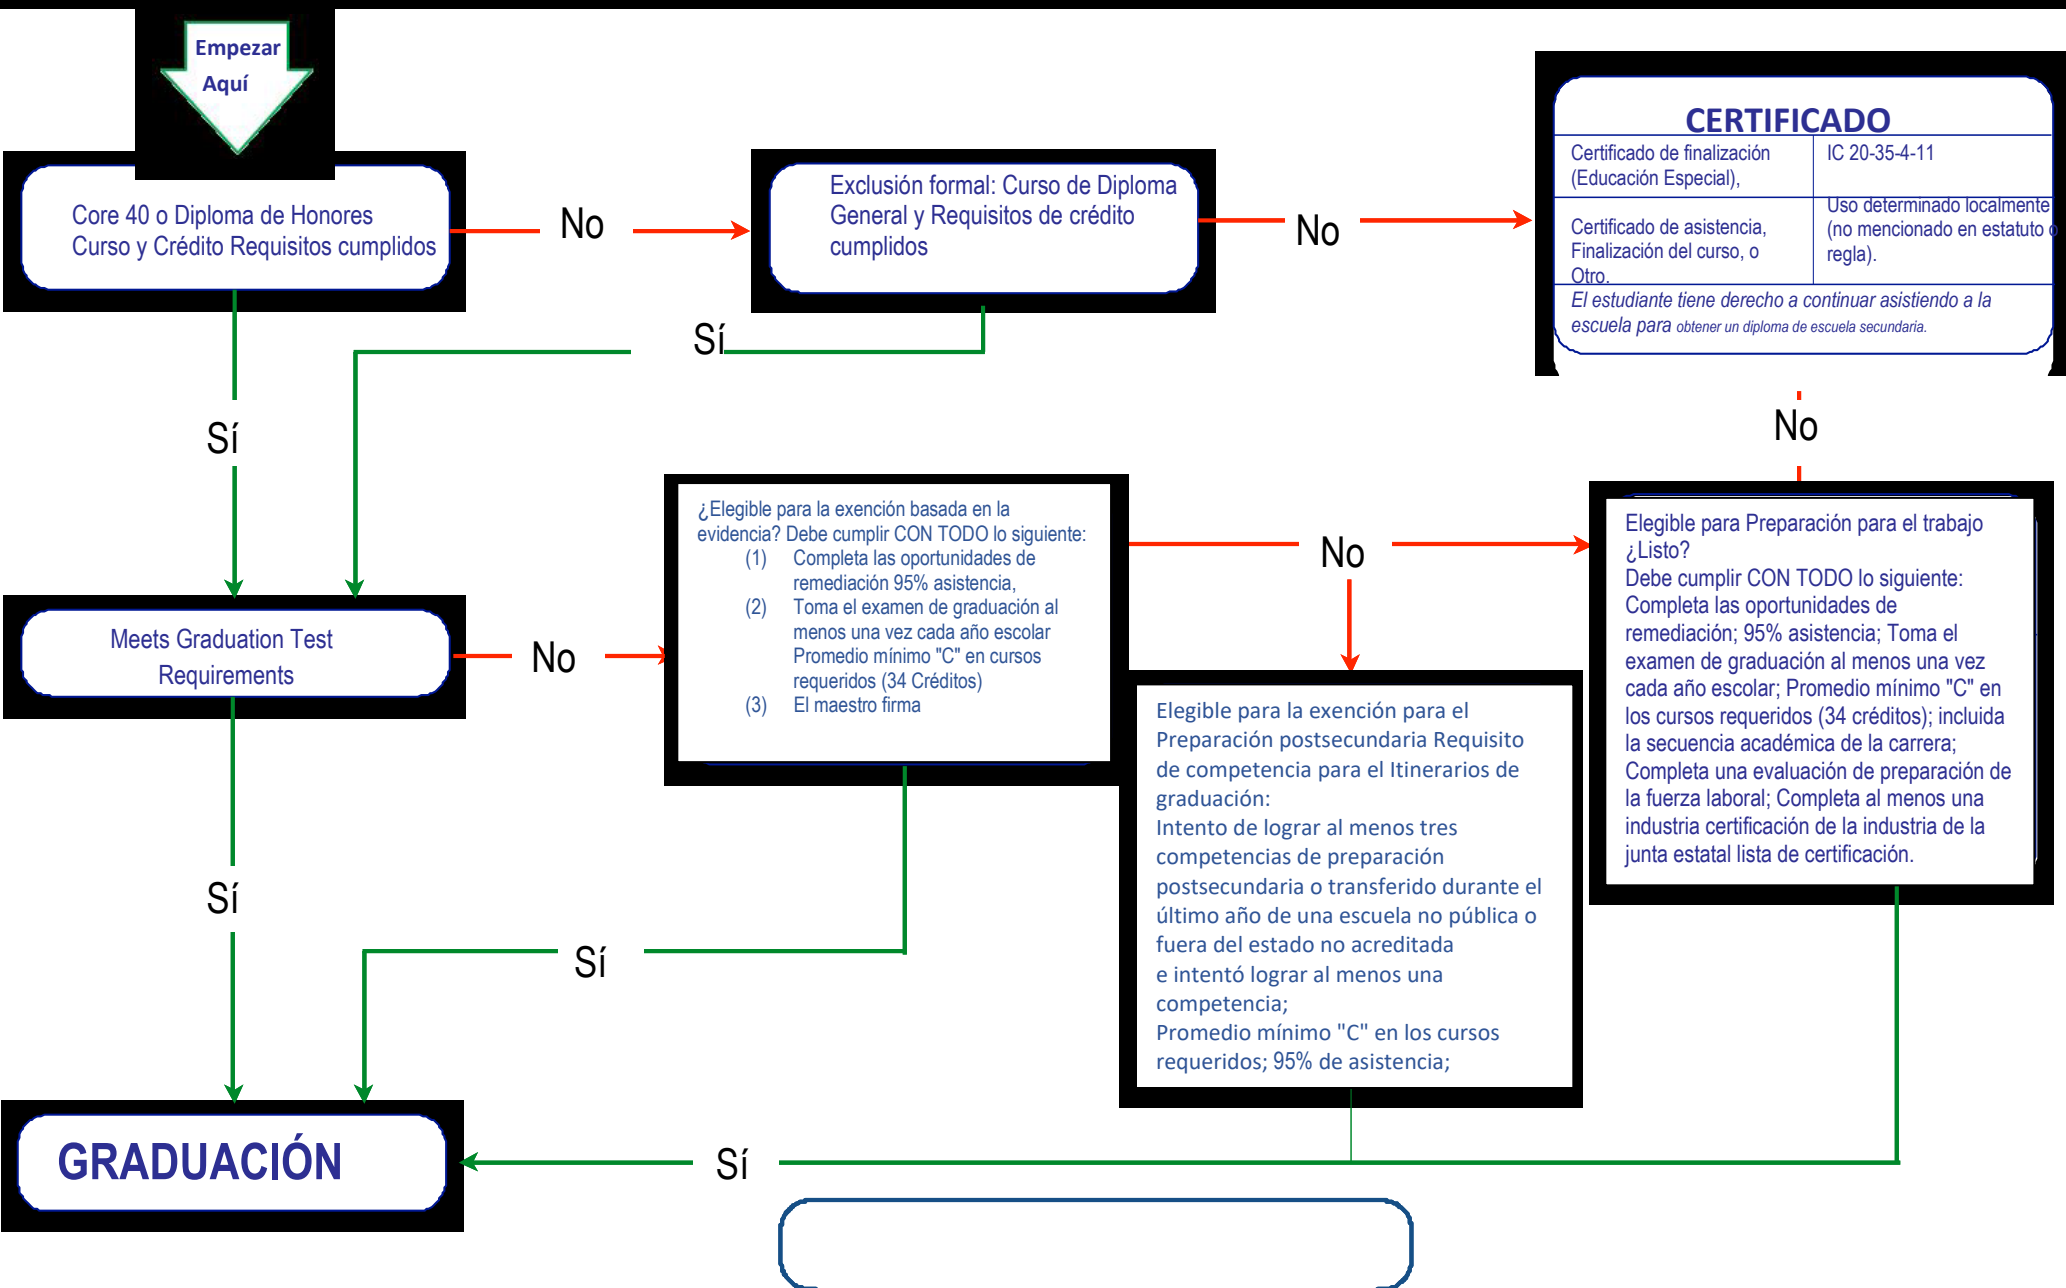 Empezar
Aquí
Core 40 o Diploma de Honores
Curso y Crédito Requisitos cumplidos
No
Exclusión formal: Curso de Diploma
General y Requisitos de crédito
cumplidos
No
CERTIFICADO
Certificado de finalización
(Educación Especial),
IC 20-35-4-11
Certificado de asistencia,
Finalización del curso, o
Otro.
Uso determinado localmente
(no mencionado en estatuto o
regla).
El estudiante tiene derecho a continuar asistiendo a la
escuela para obtener un diploma de escuela secundaria.
Sí
Sí
No
Meets Graduation Test
Requirements
No
¿Elegible para la exención basada en la
evidencia? Debe cumplir CON TODO lo siguiente:
(1) Completa las oportunidades de
remediación 95% asistencia,
(2) Toma el examen de graduación al
menos una vez cada año escolar
Promedio mínimo "C" en cursos
requeridos (34 Créditos)
(3) El maestro firma
No
Elegible para Preparación para el trabajo
¿Listo?
Debe cumplir CON TODO lo siguiente:
Completa las oportunidades de
remediación; 95% asistencia; Toma el
examen de graduación al menos una vez
cada año escolar; Promedio mínimo "C" en
los cursos requeridos (34 créditos); incluida
la secuencia académica de la carrera;
Completa una evaluación de preparación de
la fuerza laboral; Completa al menos una
industria certificación de la industria de la
junta estatal lista de certificación.
Elegible para la exención para el
Preparación postsecundaria Requisito
de competencia para el Itinerarios de
graduación:
Intento de lograr al menos tres
competencias de preparación
postsecundaria o transferido durante el
último año de una escuela no pública o
fuera del estado no acreditada
e intentó lograr al menos una
competencia;
Promedio mínimo "C" en los cursos
requeridos; 95% de asistencia;
Sí
Sí
GRADUACIÓN
Sí